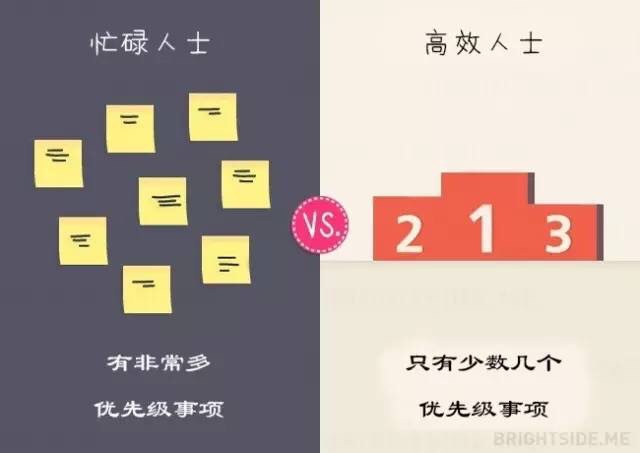 忙碌人士
有非常多
优先级事项
VS.
高效人士
2 1 3
只有少数几个
优先级事项
BRIGHTSIDE.ME